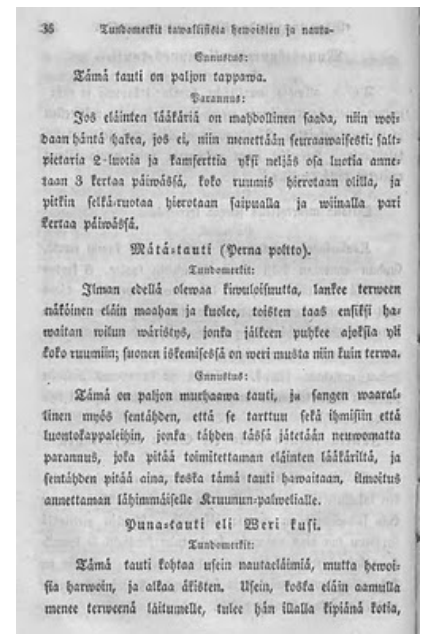 36 Tundomerkit tawallisista hewoisten ja nauta-
Ennustus:
Tämä tauti on paljon tappawa.
Parannus:
Jos eläinten lääkäriä on mahdollinen saada, niin woi-
daan häntä hakea, jos ei, niin menettään seuraawaisesti: salt-
pietaria 2-luotia ja kamferttia yksi neljäs osa luotia anne-
taan 3 kertaa päiwässä, koko ruumis hierotaan olilla, ja
pitkin selkä-ruotaa hierotaan saipualla ja wiinalla pari
kertaa päiwässä.
Mätä-tauti (Perna poltto).
Tundomerkit:
Ilman edellä olewaa kiwuloisuutta, lankee terween
näköinen eläin maahan ja kuolee, toisten taas ensiksi ha-
waitan wilun wäristys, jonka jälkeen puhkee ajoksia yli
koko ruumiin; suonen iskemisessä on weri musta niin kuin terwa.
Ennustus:
Tämä on paljon murhaawa tauti, ja sangen waaral-
linen myös sentähden, että se tarttuu sekä ihmisiin että
luontokappaleihin, jonka tähden tässä jätetään neuwomatta
parannus, joka pitää toimitettaman eläinten lääkäriltä, ja
sentähden pitää aina, koska tämä tauti hawaitaan, ilmoitus
annettaman lähimmäiselle Kruunun-palwelialle.
Puna-tauti eli Weri kusi.
Tundomerkit:
Tämä tauti kohtaa usein nautaeläimiä, mutta hewoi-
sia harwoin, ja alkaa äkisten. Usein, koska eläin aamulla
menee terweenä läitumelle, tulee hän illalla kipiänä kotia,